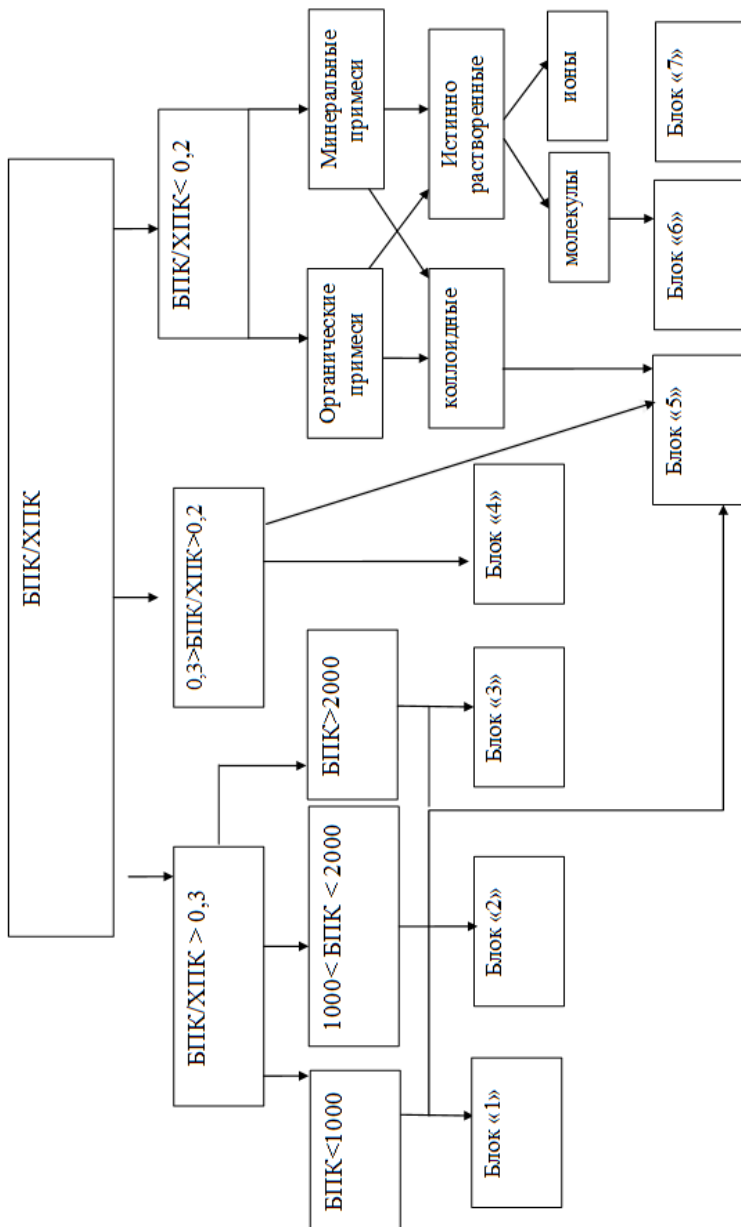 БПК/ХПК
БПК/ХПК > 0,3
0,3>БПК/ХПК>0,2
БПК/ХПК< 0,2
БПК<1000
1000< БПК < 2000
БПК>2000
Органические
примеси
Минеральные
примеси
коллоидные
Истинно
растворенные
молекулы
ионы
Блок «1»
Блок «2»
Блок «3»
Блок «4»
Блок «5»
Блок «6»
Блок «7»